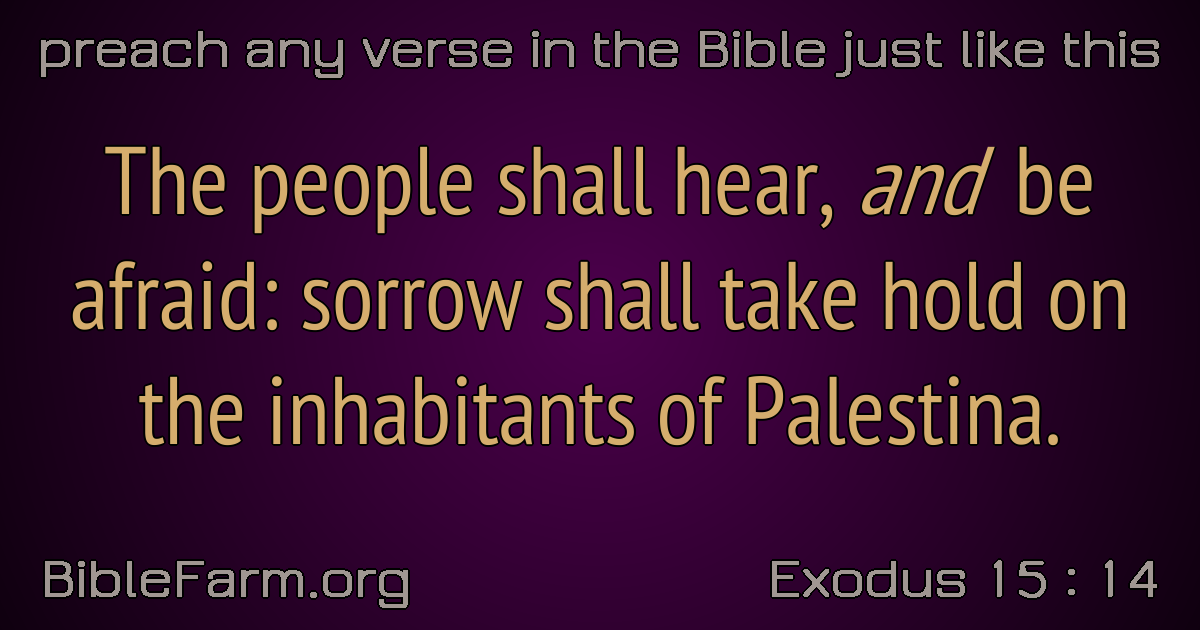 preach any verse in the Bible just like this
The people shall hear, and be
afraid: sorrow shall take hold on
the inhabitants of Palestina.
BibleFarm.org
Exodus 15 : 14